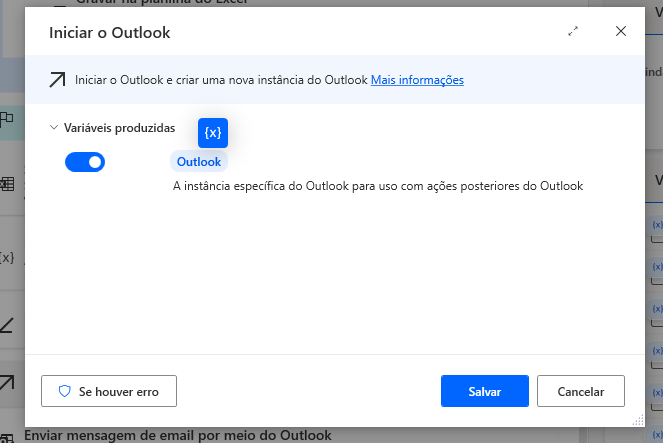 Gravar na planilha do Excel
Iniciar o Outlook
Iniciar o Outlook e criar uma nova instância do Outlook Mais informações
Variáveis produzidas
{x}
Outlook
A instância específica do Outlook para uso com ações posteriores do Outlook
Se houver erro
Salvar
Cancelar
Enviar mensagem de email por meio do Outlook
{x}
V
ind
V
(x)
(x)
(x)
(x)
(x)
(x)